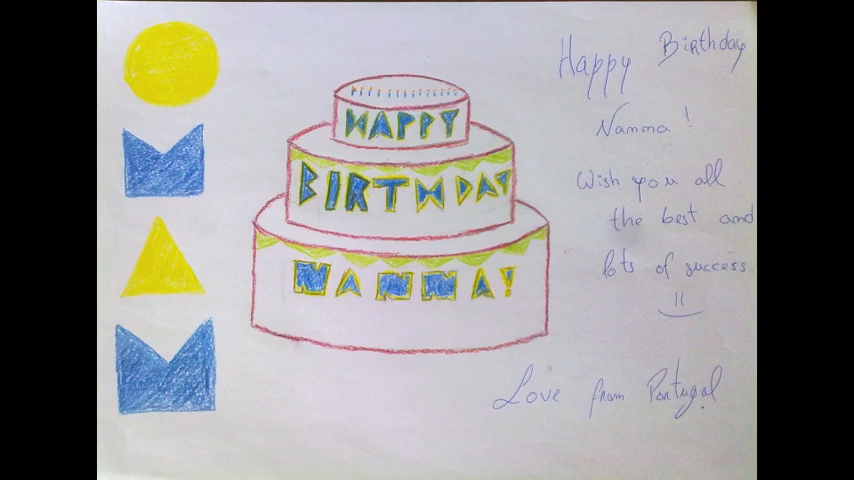 HAPPY
BIRTHDAY
NANNA!
Happy Birthday
Nanna !
Wish you all
the best and
lots of success
=)
Love from Portugal